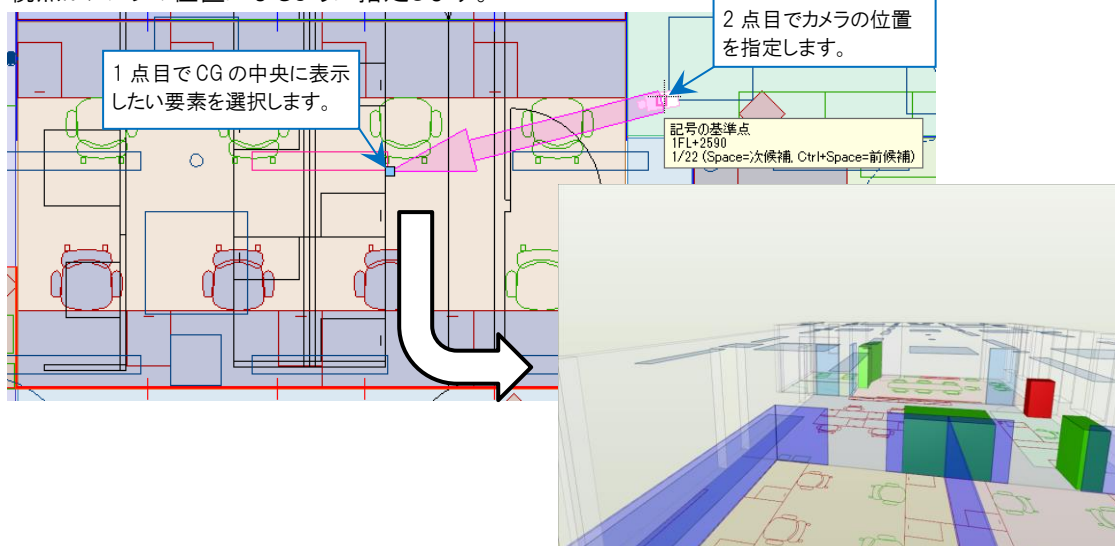 2 点目でカメラの位置
を指定します。
1 点目で CG の中央に表示
したい要素を選択します。
記号の基準点
1FL+2590
1/22 (Space=次候補, Ctrl+Space=前候補)